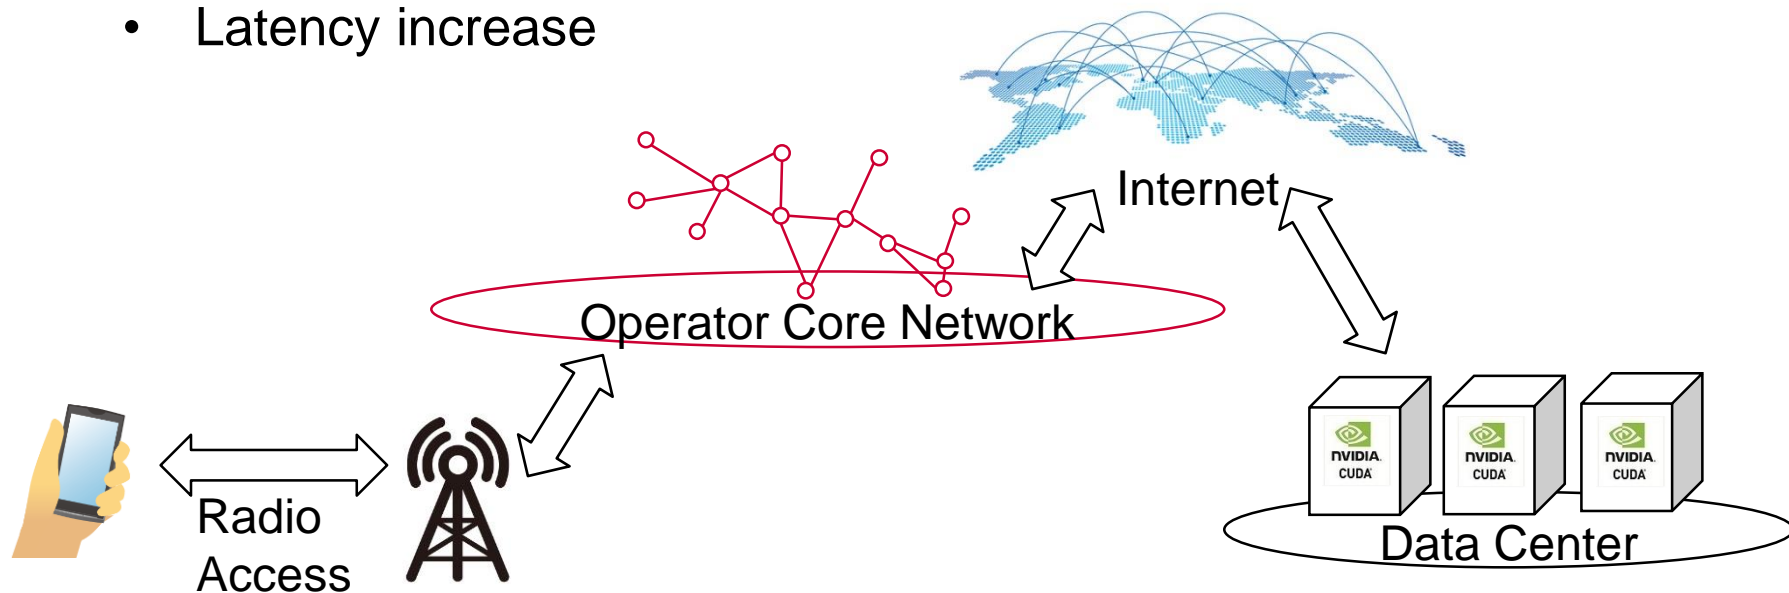 • Latency increase
Internet
Operator Core Network
Radio
Access
NVIDIA.
CUDA
NVIDIA.
CUDA
NVIDIA.
CUDA
Data Center